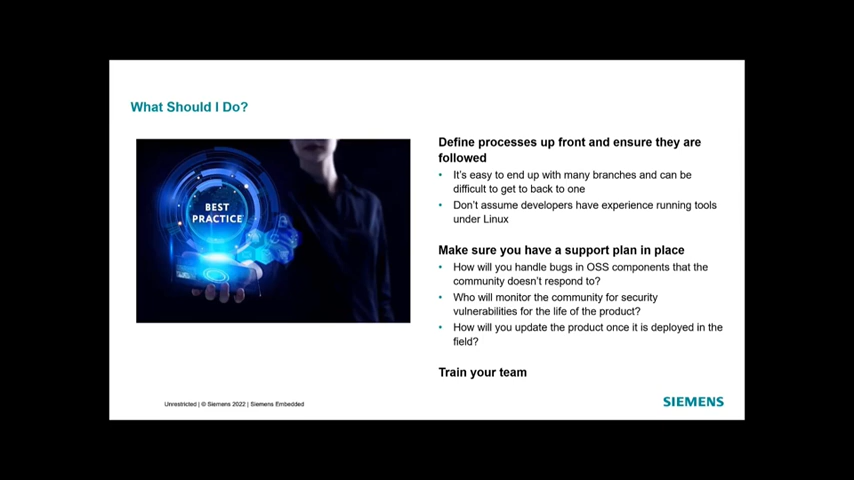 What Should I Do?
BEST
PRACTICE
Define processes up front and ensure they are
followed
• It's easy to end up with many branches and can be
difficult to get to back to one
• Don't assume developers have experience running tools
under Linux
Make sure you have a support plan in place
• How will you handle bugs in OSS components that the
community doesn't respond to?
• Who will monitor the community for security
vulnerabilities for the life of the product?
• How will you update the product once it is deployed in the
field?
Train your team
Unrestricted | © Siemens 2022 | Siemens Embedded
SIEMENS